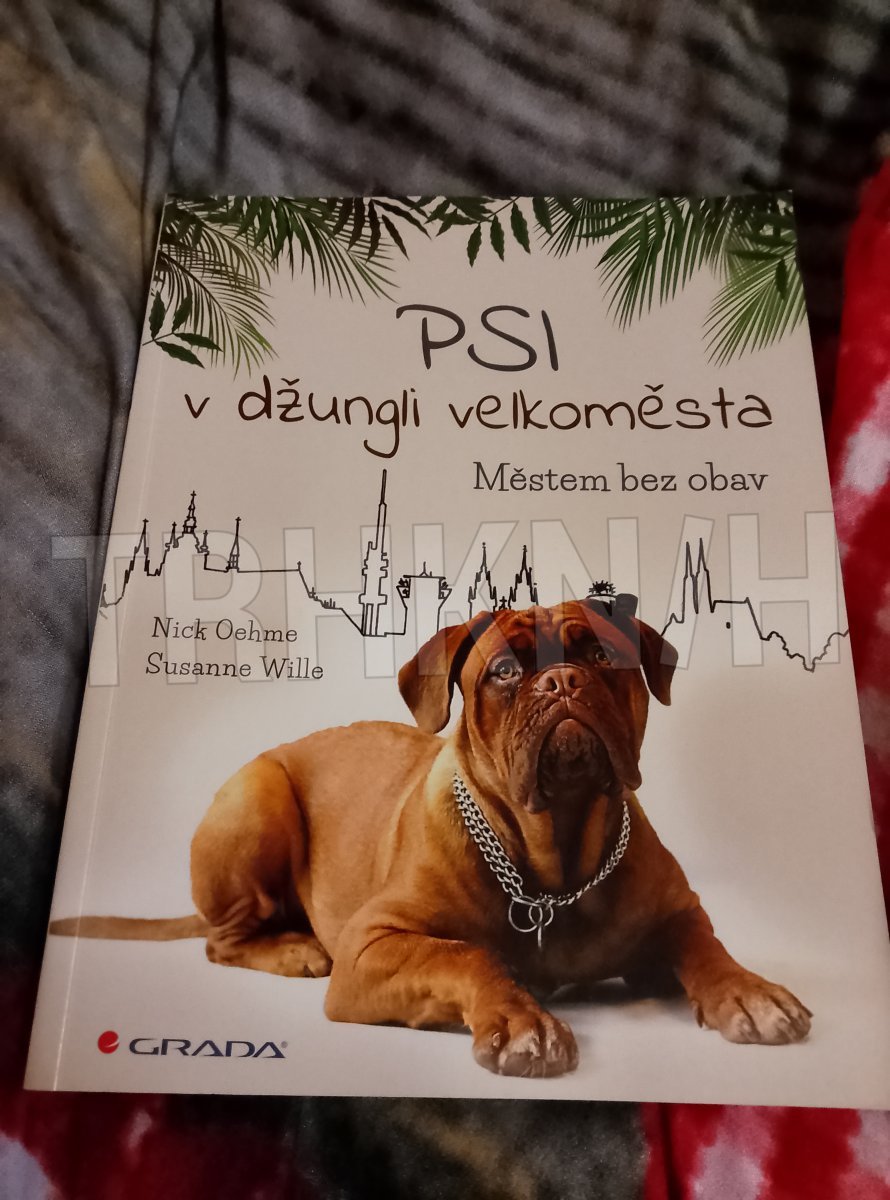 PSI
v džungli velkoměsta
Městem bez obav
TRHKNIH
Nick Oehme
Susanne Wille
GRADA®